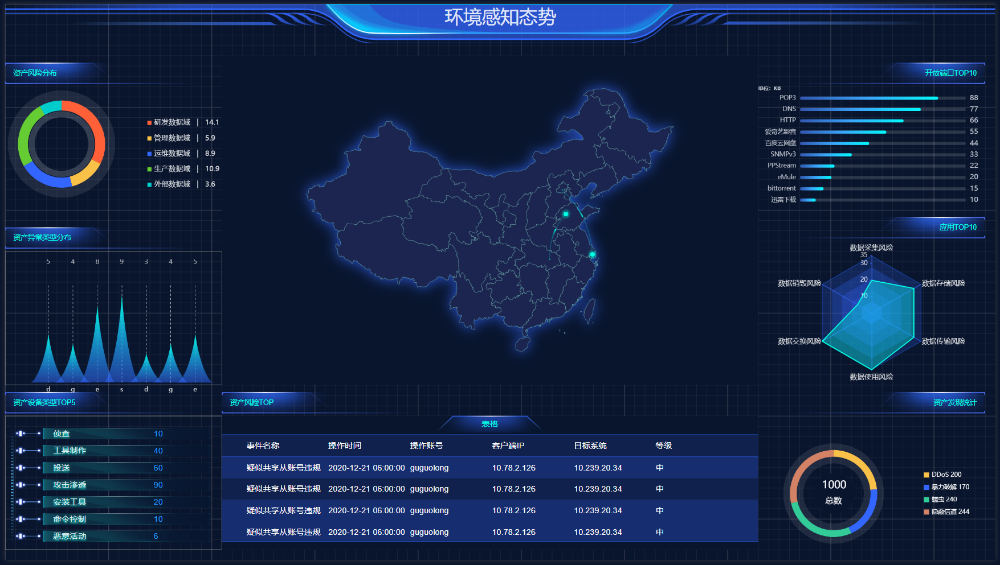 环境感知态势
资产风险分布
研发数据域 | 14.1
管理数据域 | 5.9
运维数据域 | 8.9
生产数据域 | 10.9
外部数据域 | 3.6
资产异常类型分布
5 4 8 9 3 4 5
d g e s d g e
资产设备类型TOP5
侦查 10
工具制作 40
投送 60
攻击渗透 90
安装工具 20
命令控制 10
恶意活动 6
资产风险TOP
表格
事件名称 操作时间 操作账号 客户端IP 目标系统 等级
疑似共享从账号违规 2020-12-21 06:00:00 guguolong 10.78.2.126 10.239.20.34 中
疑似共享从账号违规 2020-12-21 06:00:00 guguolong 10.78.2.126 10.239.20.34 中
疑似共享从账号违规 2020-12-21 06:00:00 guguolong 10.78.2.126 10.239.20.34 中
疑似共享从账号违规 2020-12-21 06:00:00 guguolong 10.78.2.126 10.239.20.34 中
开放端口TOP10
单位：KB
POP3 88
DNS 77
HTTP 66
爱奇艺影音 55
百度云网盘 44
SNMPv3 33
PPStream 22
eMule 20
bittorrent 15
迅雷下载 10
应用TOP10
数据采集风险
35
30
20
10
数据销毁风险
数据存储风险
数据交换风险
数据传输风险
数据使用风险
资产发现统计
1000
总数
DDoS 200
暴力破解 170
蠕虫 240
隐蔽信道 244